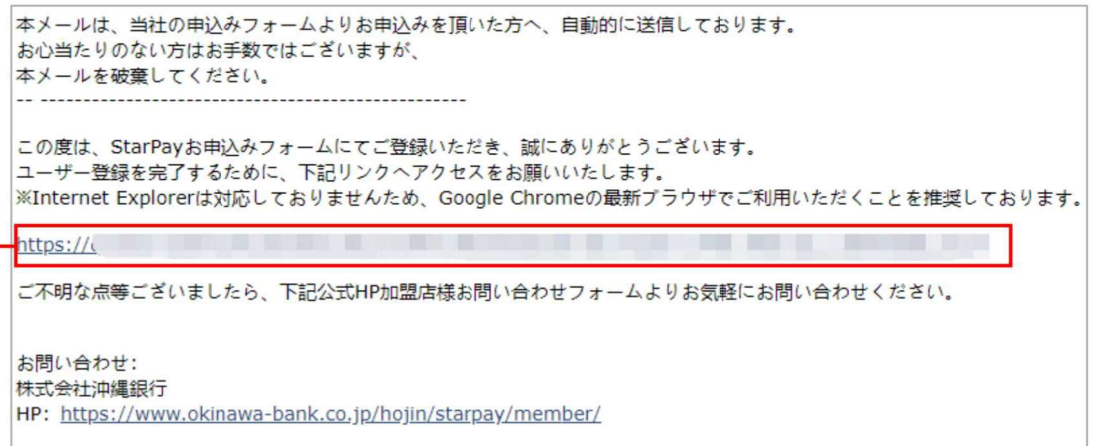 本メールは、当社の申込みフォームよりお申込みを頂いた方へ、自動的に送信しております。
お心当たりのない方はお手数ではございますが、
本メールを破棄してください。
-- --------------------------------------------------
この度は、StarPayお申込みフォームにてご登録いただき、誠にありがとうございます。
ユーザー登録を完了するために、下記リンクへアクセスをお願いいたします。
※Internet Explorerは対応しておりませんため、Google Chromeの最新ブラウザでご利用いただくことを推奨しております。
https://
ご不明な点等ございましたら、下記公式HP加盟店様お問い合わせフォームよりお気軽にお問い合わせください。
お問い合わせ:
株式会社沖縄銀行
HP: https://www.okinawa-bank.co.jp/hojin/starpay/member/